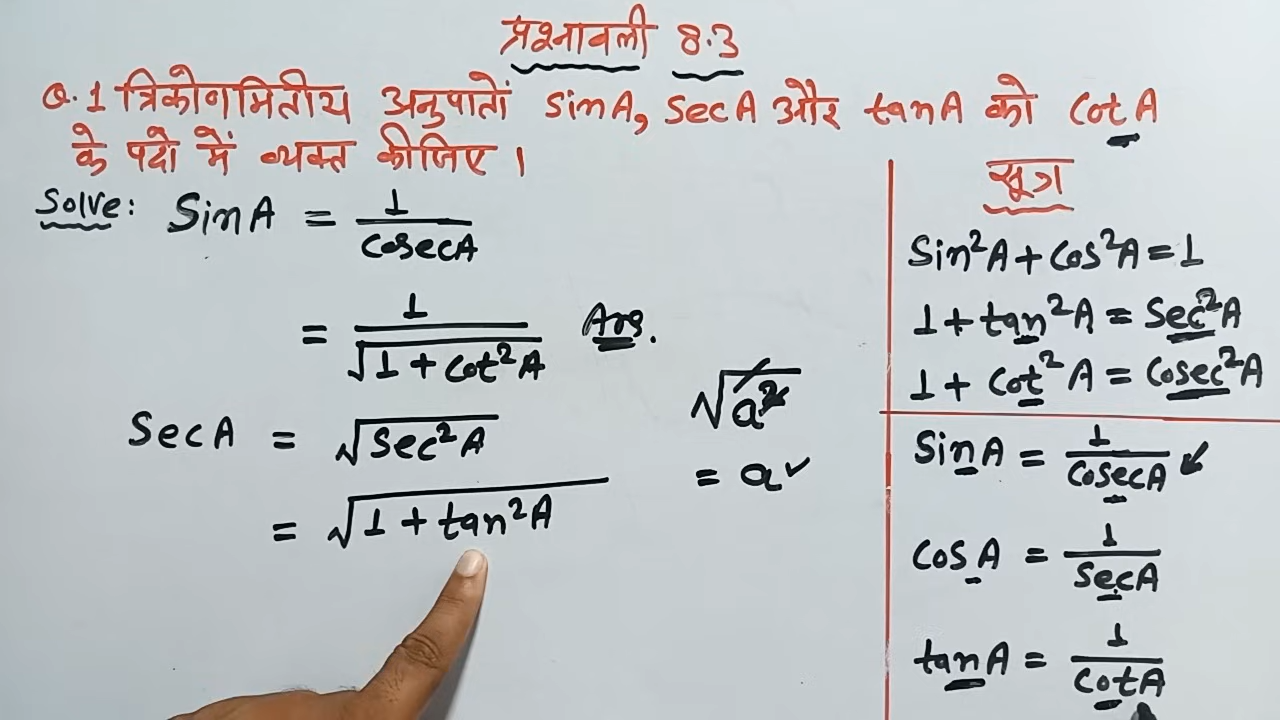 प्रश्नावली 8.3
Q.1 त्रिकोणमितीय अनुपातों sinA, secA और tanA को cotA
के पदो में व्यक्त कीजिए।
Solve: SinA = 1/CosecA
= 1/√(1 + Cot²A) Ans.
SecA = √(Sec²A)
= √(1 + tan²A)
√(a²)
= a ✓
सूत्र
Sin²A + Cos²A = 1
1 + tan²A = Sec²A
1 + Cot²A = Cosec²A
SinA = 1/CosecA
CosA = 1/SecA
tanA = 1/CotA